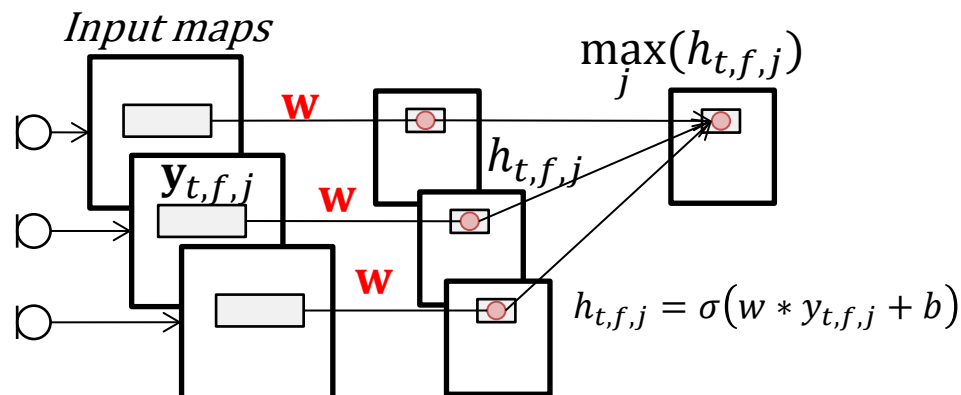 Input maps
max(h_{t,f,j})
j
w
h_{t,f,j}
y_{t,f,j}
w
w
h_{t,f,j} = σ(w * y_{t,f,j} + b)